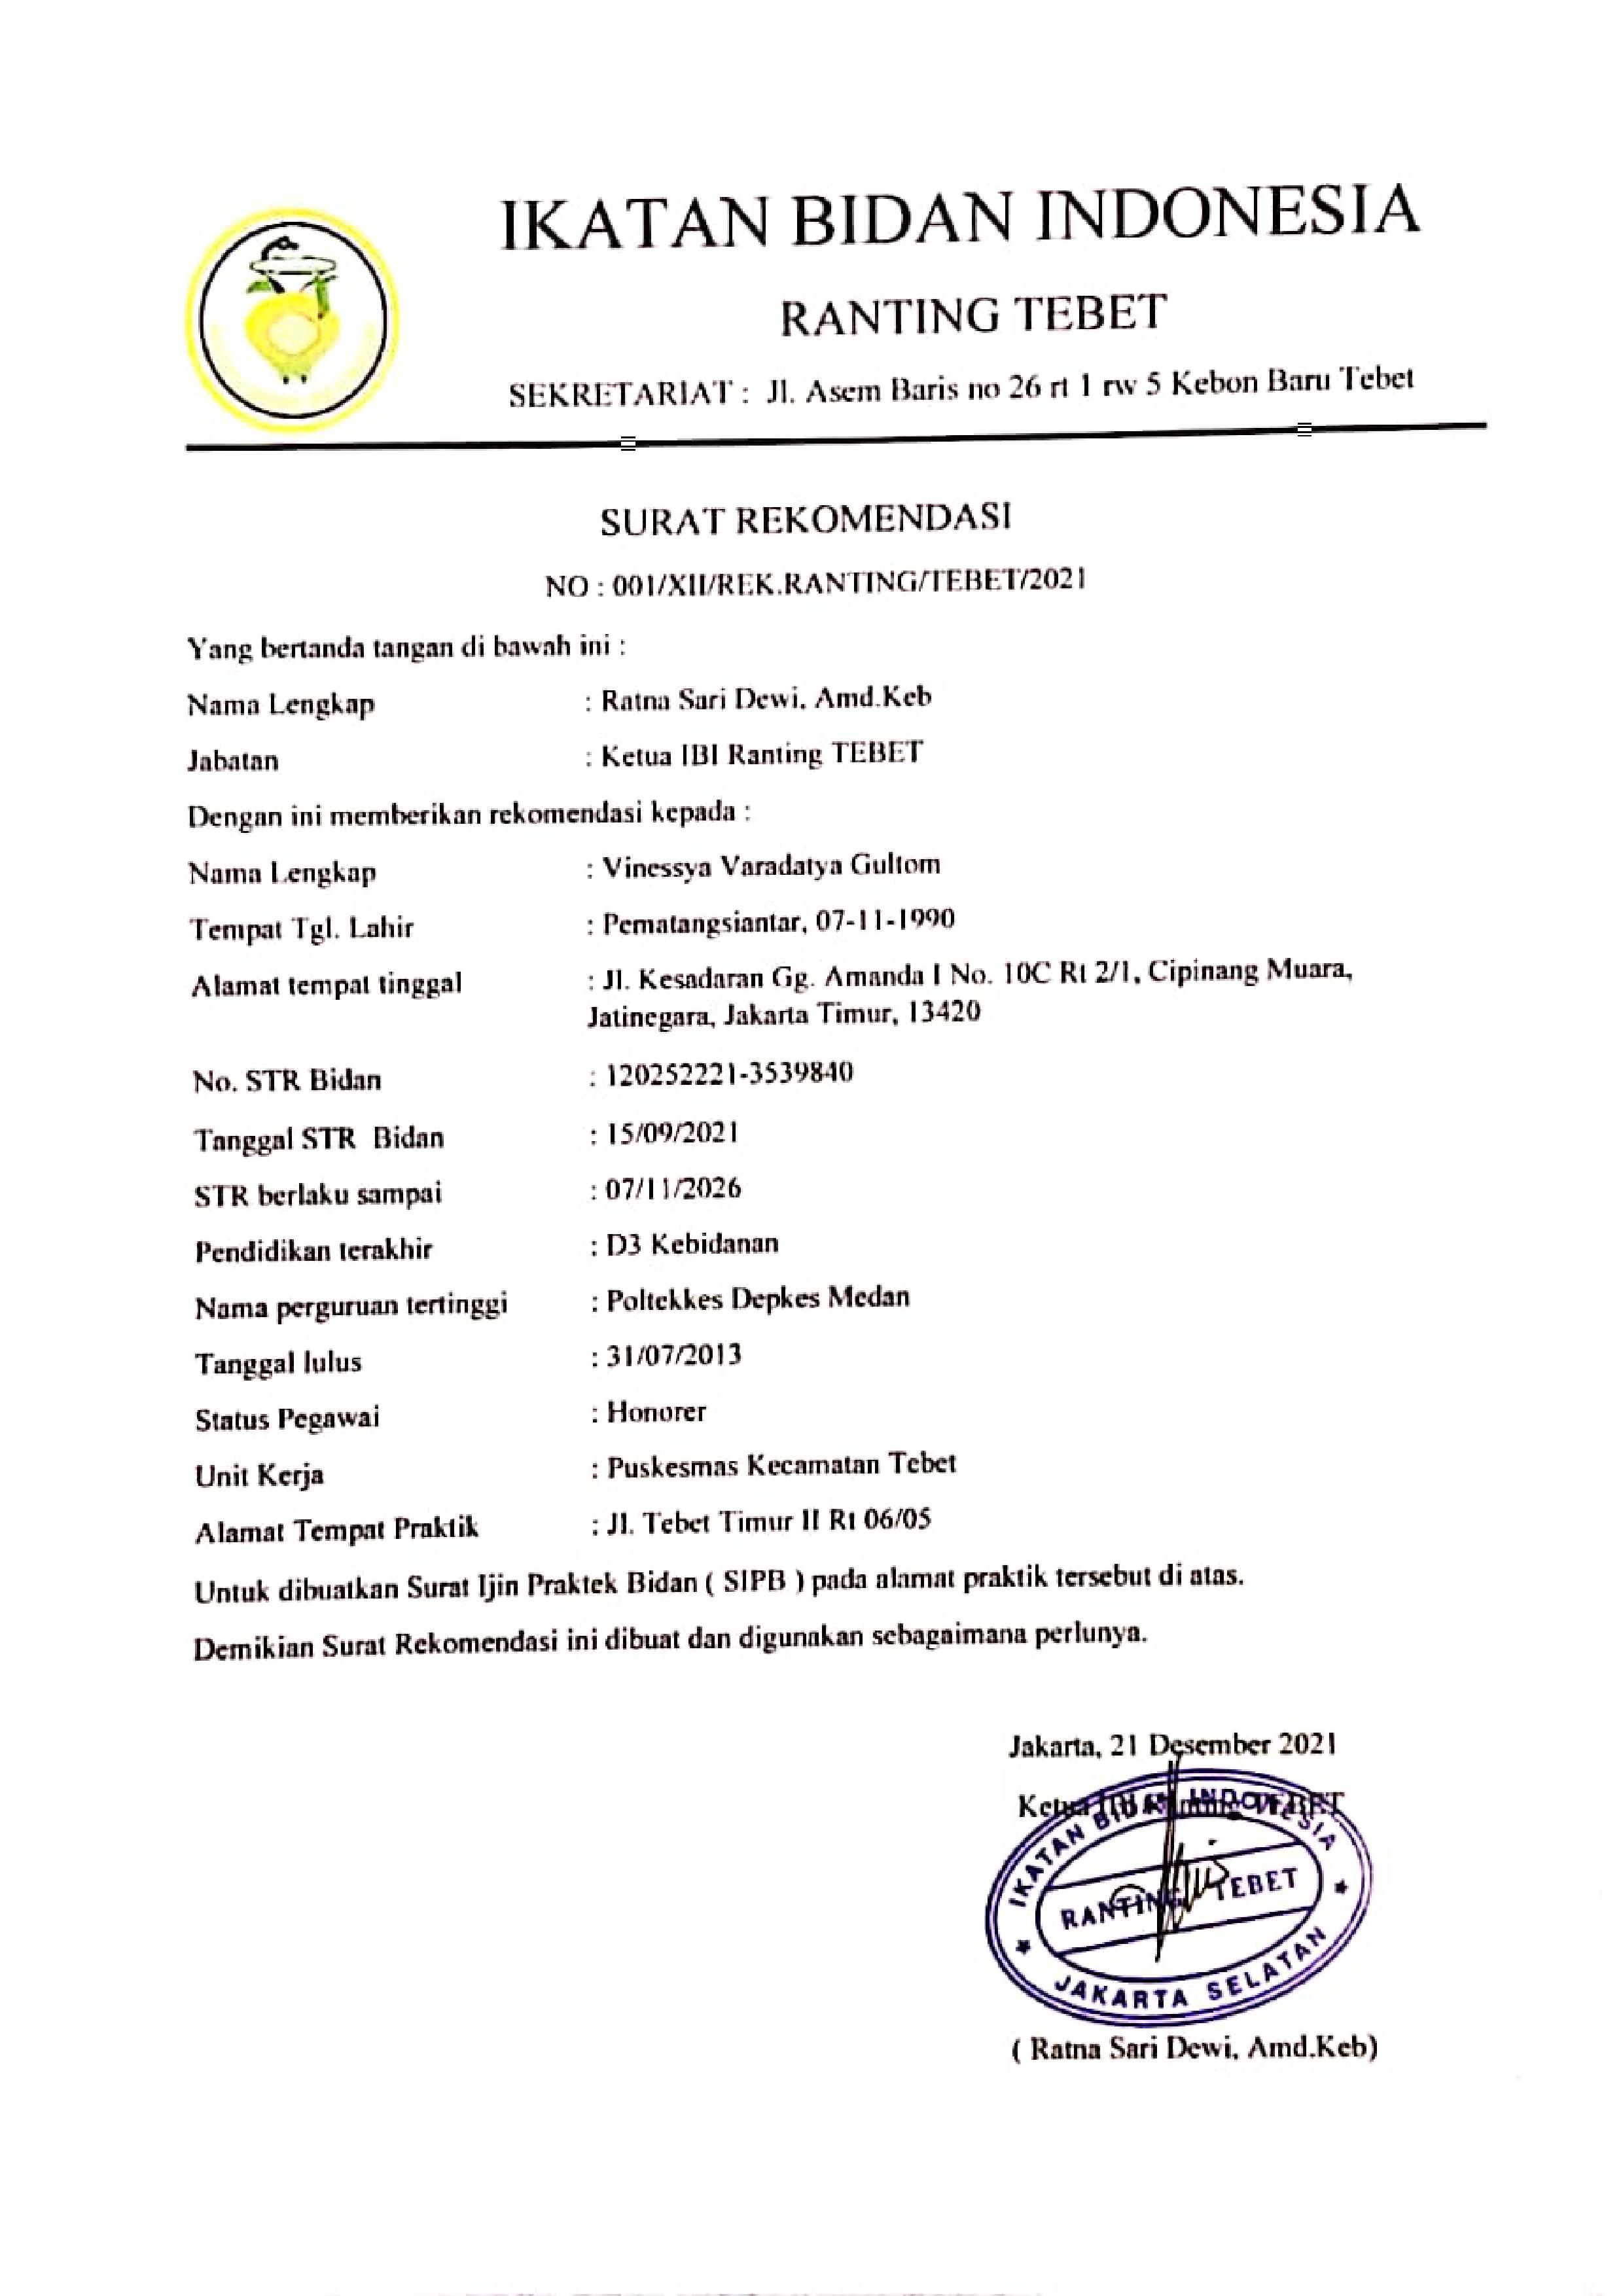 IKATAN BIDAN INDONESIA
RANTING TEBET
SEKRETARIAT : Jl. Asem Baris no 26 rt 1 rw 5 Kebon Baru Tebet
SURAT REKOMENDASI
NO : 001/XII/REK.RANTING/TEBET/2021
Yang bertanda tangan di bawah ini :
Nama Lengkap : Ratna Sari Dewi, Amd.Keb
Jabatan : Ketua IBI Ranting TEBET
Dengan ini memberikan rekomendasi kepada :
Nama Lengkap : Vinessya Varadatya Gultom
Tempat Tgl. Lahir : Pematangsiantar, 07-11-1990
Alamat tempat tinggal : Jl. Kesadaran Gg. Amanda I No. 10C Rt 2/1, Cipinang Muara,
Jatinegara, Jakarta Timur, 13420
No. STR Bidan : 120252221-3539840
Tanggal STR Bidan : 15/09/2021
STR berlaku sampai : 07/11/2026
Pendidikan terakhir : D3 Kebidanan
Nama perguruan tertinggi : Poltekkes Depkes Medan
Tanggal lulus : 31/07/2013
Status Pegawai : Honorer
Unit Kerja : Puskesmas Kecamatan Tebet
Alamat Tempat Praktik : Jl. Tebet Timur II Rt 06/05
Untuk dibuatkan Surat Ijin Praktek Bidan ( SIPB ) pada alamat praktik tersebut di atas.
Demikian Surat Rekomendasi ini dibuat dan digunakan sebagaimana perlunya.
Jakarta, 21 Desember 2021
Ketua IBI Ranting TEBET
IKATAN BIDAN INDONESIA
RANTING TEBET
JAKARTA SELATAN
( Ratna Sari Dewi, Amd.Keb)